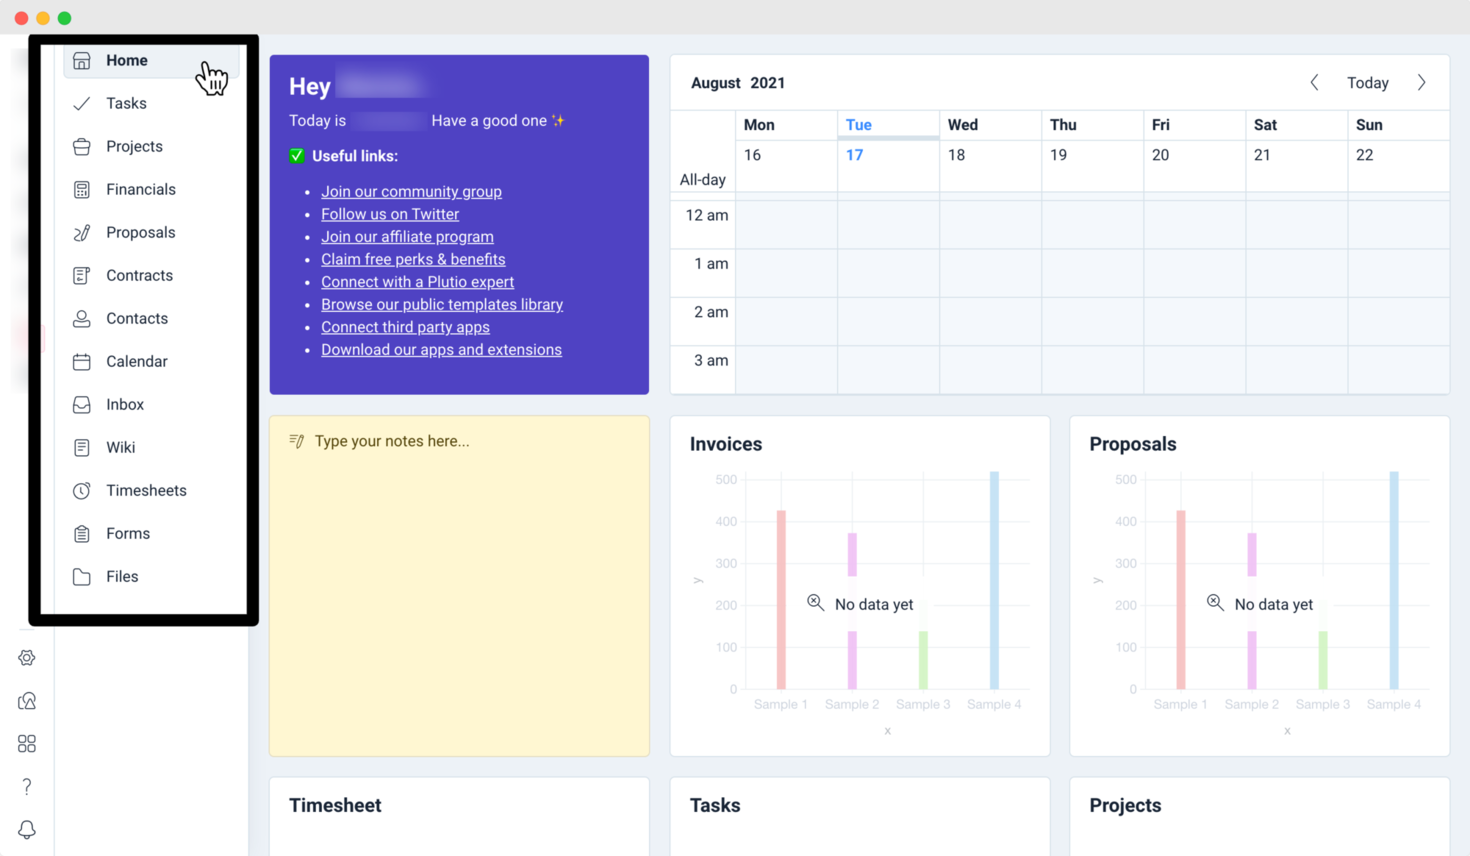 Home
Tasks
Projects
Financials
Proposals
Contracts
Contacts
Calendar
Inbox
Wiki
Timesheets
Forms
Files
?
Hey
Today is Have a good one ✨
✅ Useful links:
• Join our community group
• Follow us on Twitter
• Join our affiliate program
• Claim free perks & benefits
• Connect with a Plutio expert
• Browse our public templates library
• Connect third party apps
• Download our apps and extensions
August 2021
Today
Mon Tue Wed Thu Fri Sat Sun
16 17 18 19 20 21 22
All-day
12 am
1 am
2 am
3 am
Type your notes here...
Invoices
500
400
300
200
100
0
y
No data yet
Sample 1 Sample 2 Sample 3 Sample 4
x
Proposals
500
400
300
200
100
0
y
No data yet
Sample 1 Sample 2 Sample 3 Sample 4
x
Timesheet
Tasks
Projects